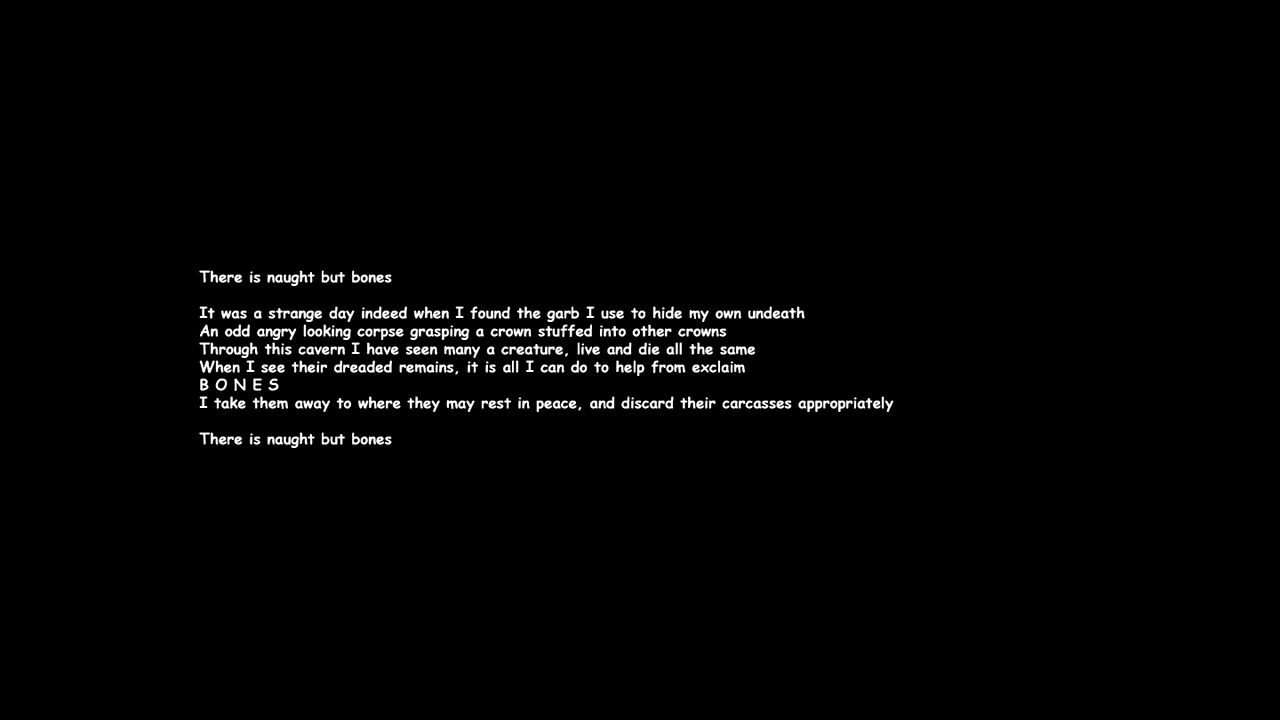 There is naught but bones
It was a strange day indeed when I found the garb I use to hide my own undeath
An odd angry looking corpse grasping a crown stuffed into other crowns
Through this cavern I have seen many a creature, live and die all the same
When I see their dreaded remains, it is all I can do to help from exclaim
B O N E S
I take them away to where they may rest in peace, and discard their carcasses appropriately
There is naught but bones